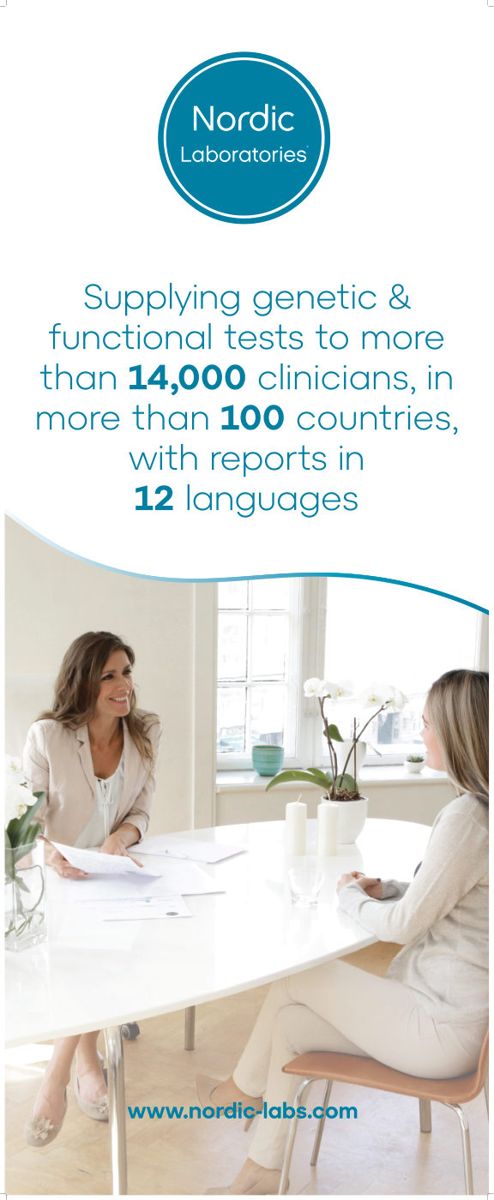 Nordic
Laboratories
Supplying genetic &
functional tests to more
than 14,000 clinicians, in
more than 100 countries,
with reports in
12 languages
www.nordic-labs.com